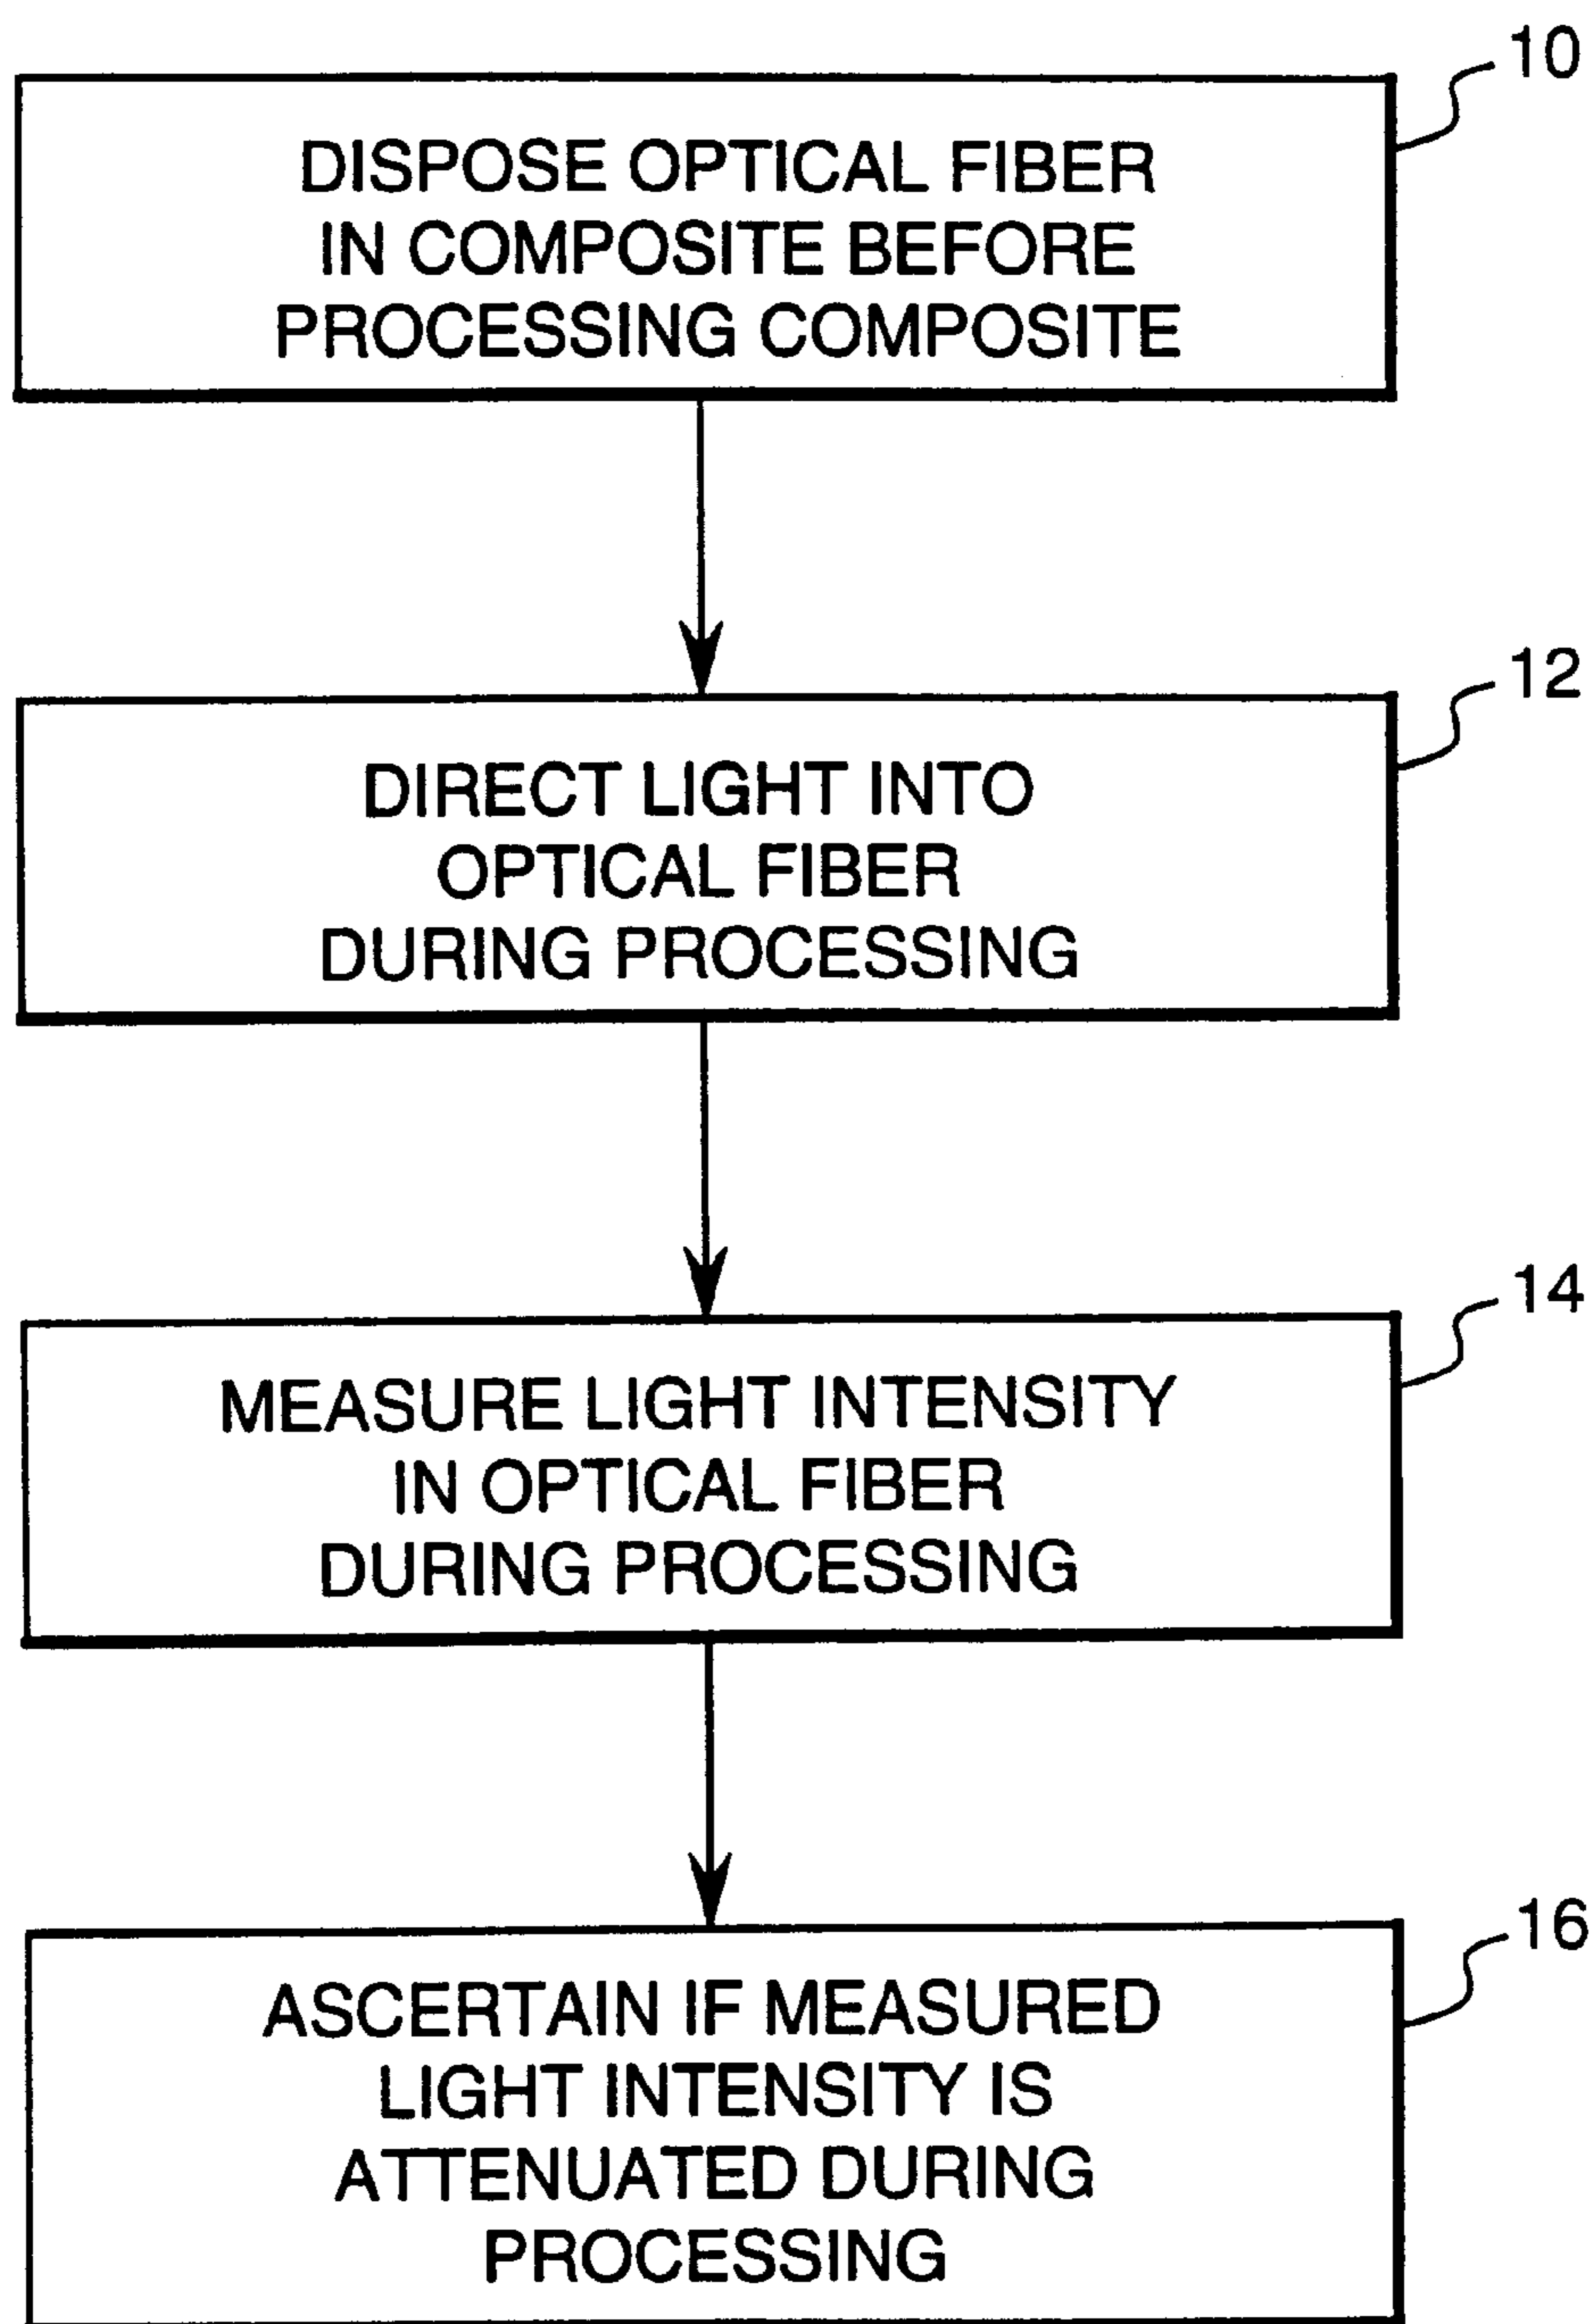 10
DISPOSE OPTICAL FIBER
IN COMPOSITE BEFORE
PROCESSING COMPOSITE
12
DIRECT LIGHT INTO
OPTICAL FIBER
DURING PROCESSING
14
MEASURE LIGHT INTENSITY
IN OPTICAL FIBER
DURING PROCESSING
16
ASCERTAIN IF MEASURED
LIGHT INTENSITY IS
ATTENUATED DURING
PROCESSING